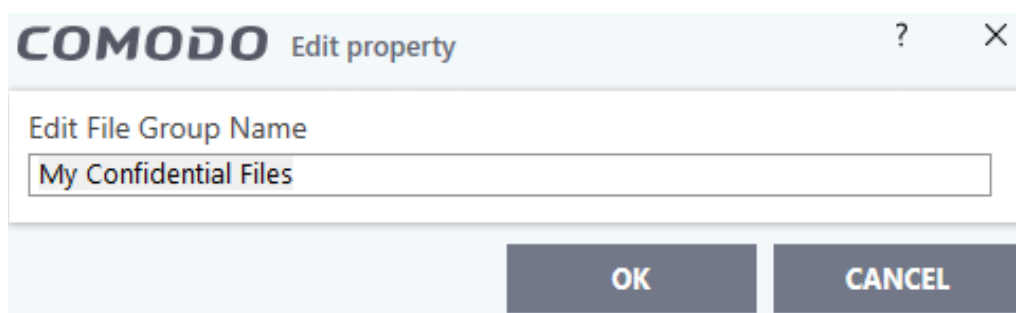 COMODO Edit property ? X
Edit File Group Name
My Confidential Files
OK CANCEL